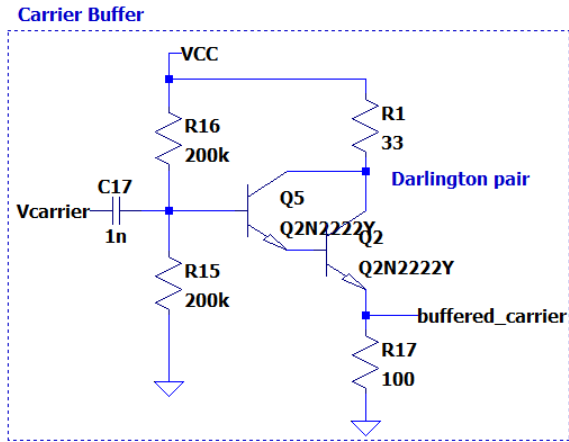 Carrier Buffer
VCC
R16
200k
R1
33
C17
Vcarrier
1n
Darlington pair
Q5
Q2N2222Y
Q2
Q2N2222Y
R15
200k
buffered_carrier
R17
100